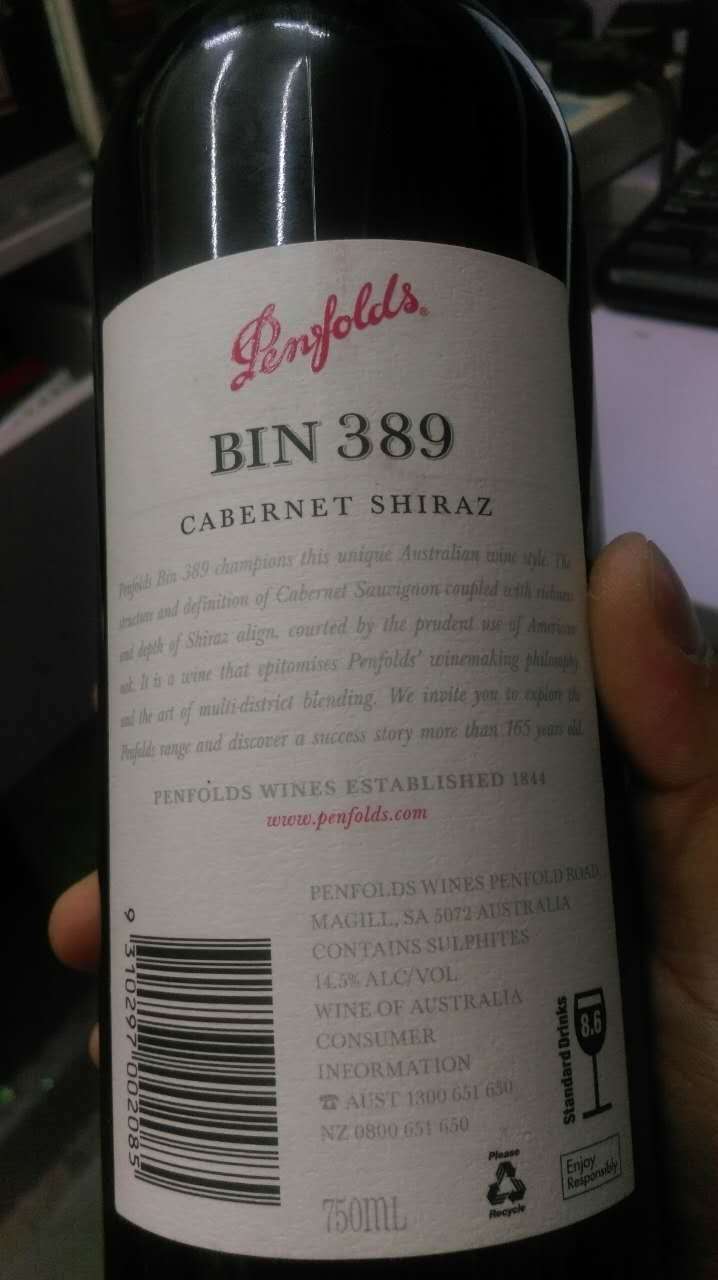 Penfolds®
BIN 389
CABERNET SHIRAZ
Penfolds Bin 389 champions this unique Australian wine style. The
structure and definition of Cabernet Sauvignon coupled with richness
and depth of Shiraz align, courted by the prudent use of American
oak. It is a wine that epitomises Penfolds' winemaking philosophy
and the art of multi-district blending. We invite you to explore the
Penfolds range and discover a success story more than 165 years old.
PENFOLDS WINES ESTABLISHED 1844
www.penfolds.com
PENFOLDS WINES PENFOLD ROAD,
MAGILL, SA 5072 AUSTRALIA
CONTAINS SULPHITES
14.5% ALC/VOL
WINE OF AUSTRALIA
CONSUMER
INFORMATION
☎ AUST 1300 651 650
NZ 0800 651 650
750ML
9 310297 002085
Standard Drinks
8.6
Please
Recycle
Enjoy
Responsibly